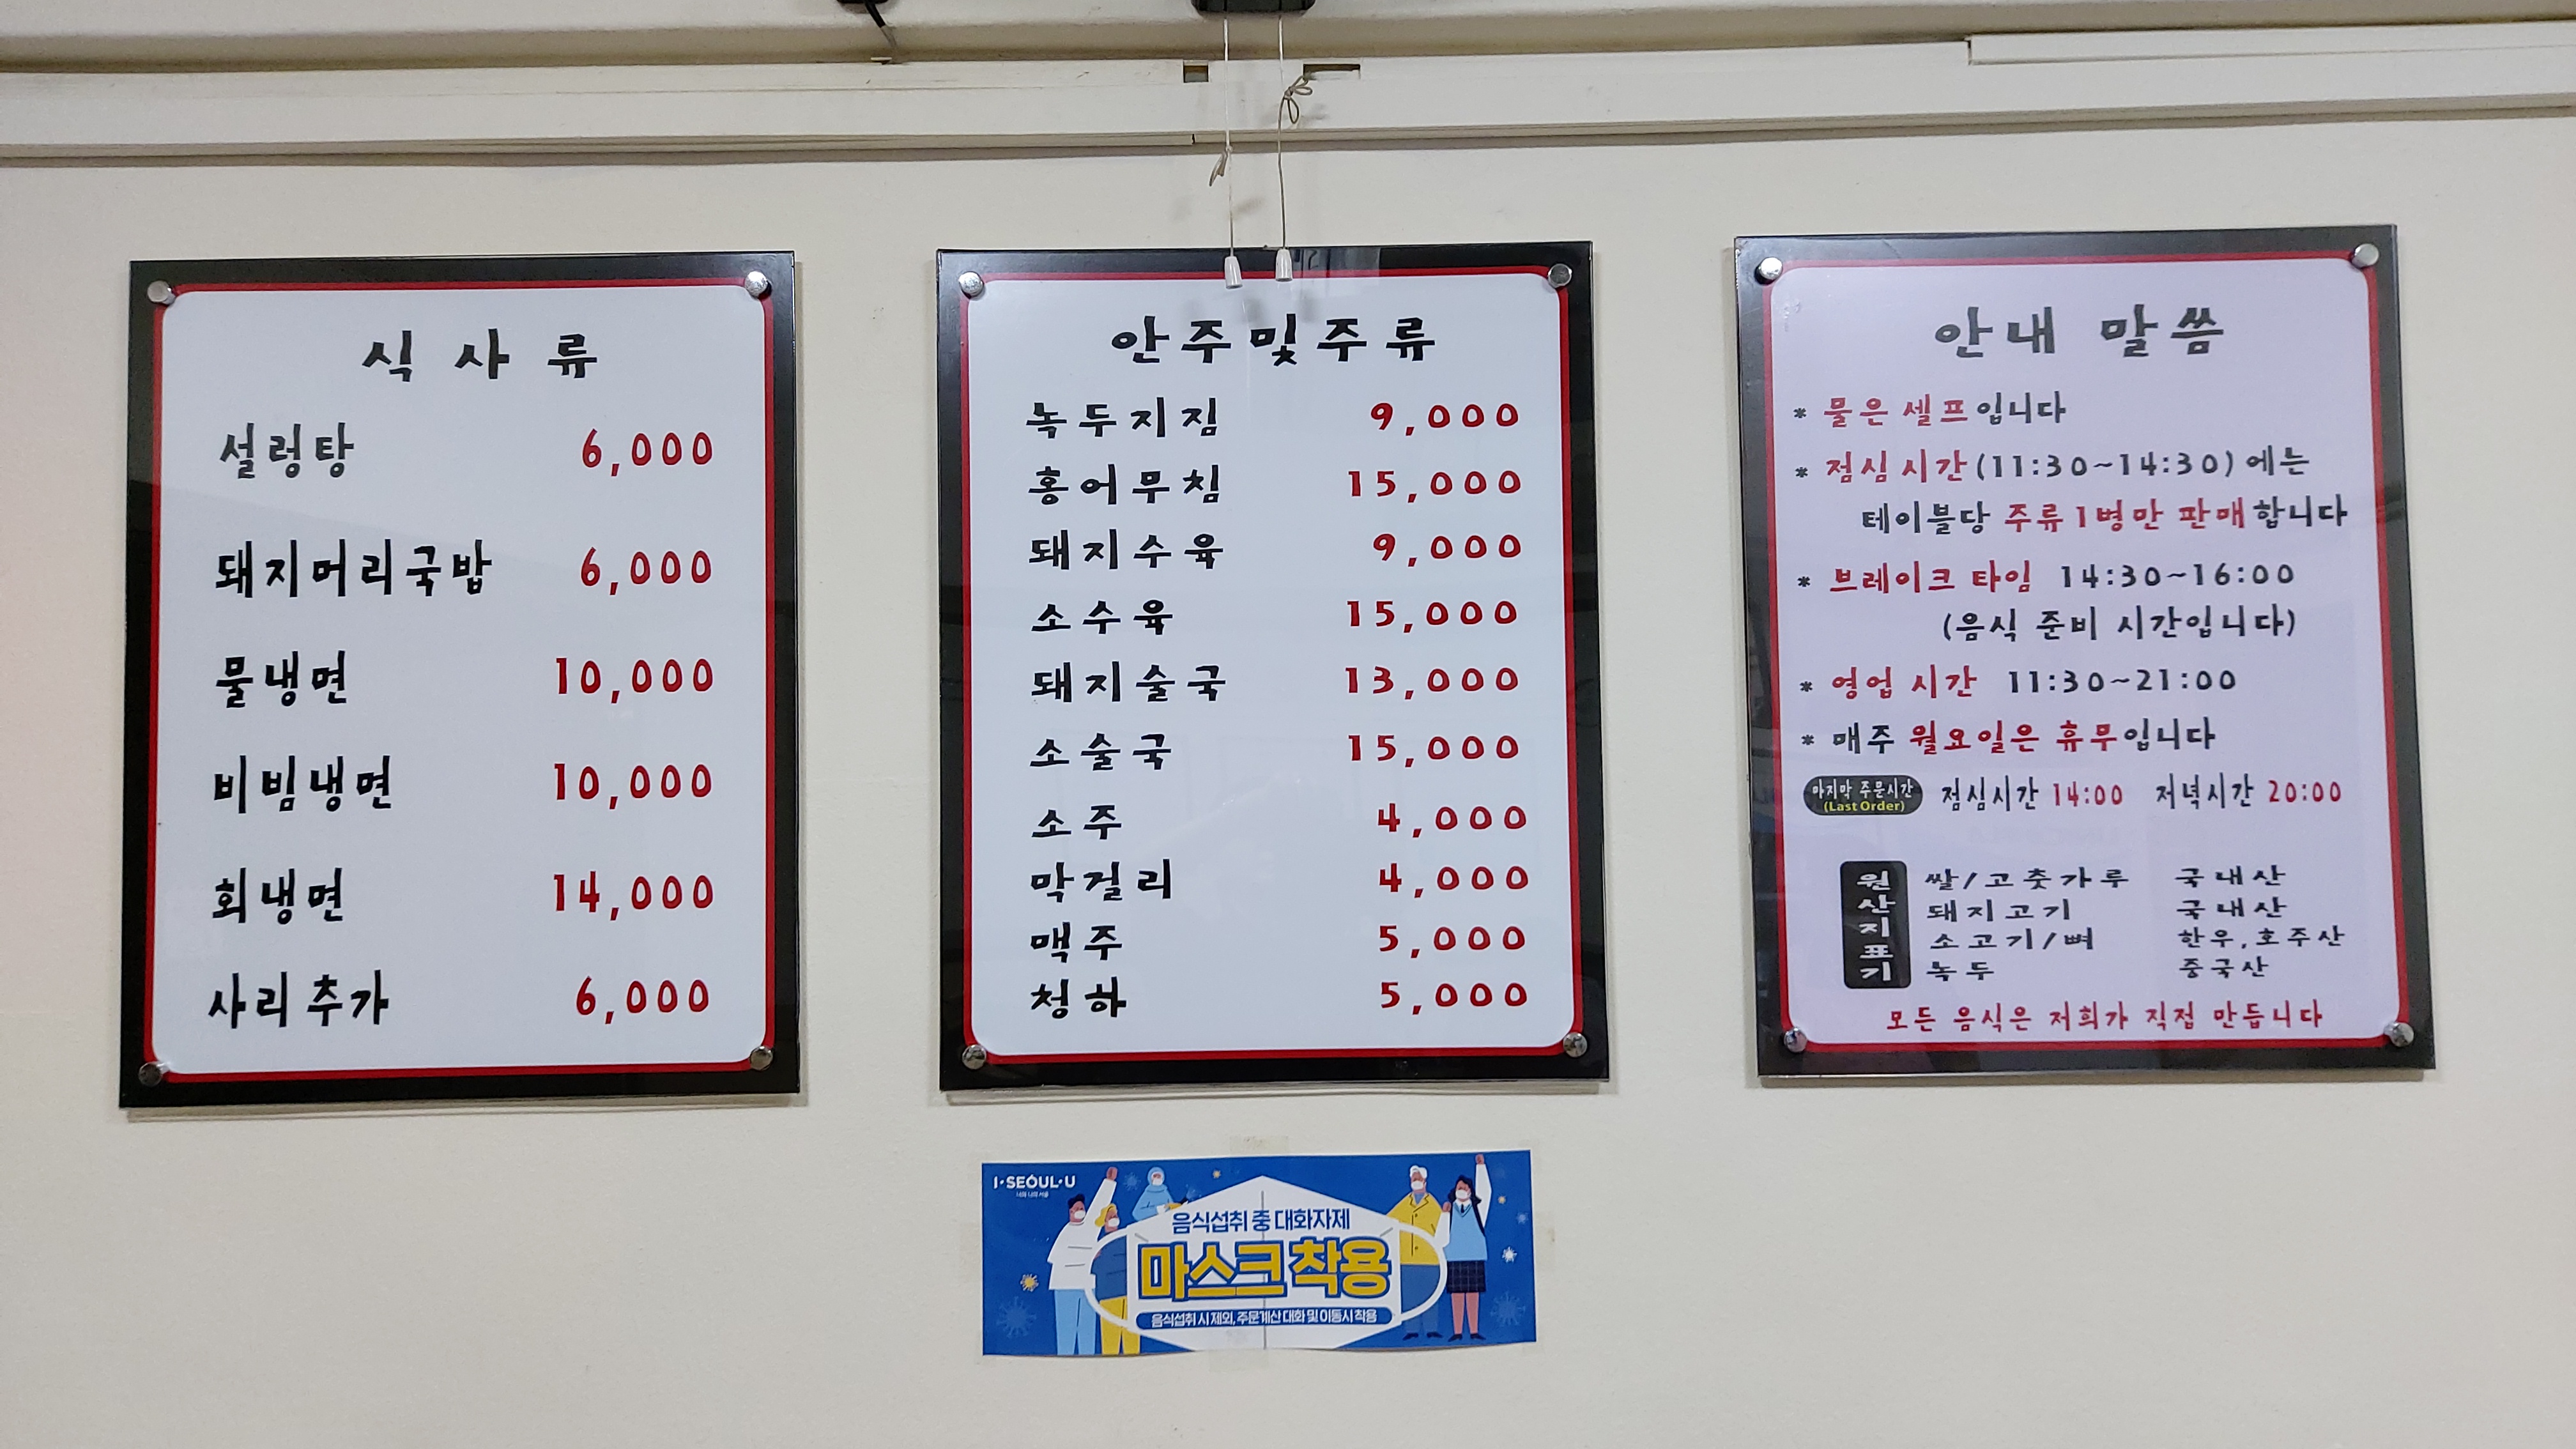 식사류
설렁탕 6,000
돼지머리국밥 6,000
물냉면 10,000
비빔냉면 10,000
회냉면 14,000
사리추가 6,000
안주및주류
녹두지짐 9,000
홍어무침 15,000
돼지수육 9,000
소수육 15,000
돼지술국 13,000
소술국 15,000
소주 4,000
막걸리 4,000
맥주 5,000
청하 5,000
안내 말씀
* 물은 셀프입니다
* 점심시간(11:30~14:30)에는
테이블당 주류1병만 판매합니다
* 브레이크 타임 14:30~16:00
(음식 준비 시간입니다)
* 영업 시간 11:30~21:00
* 매주 월요일은 휴무입니다
마지막 주문시간 (Last Order) 점심시간 14:00 저녁시간 20:00
원산지표기
쌀/고춧가루 국내산
돼지고기 국내산
소고기/뼈 한우,호주산
녹두 중국산
모든 음식은 저희가 직접 만듭니다
I·SEOUL·U
너와 나의 서울
음식섭취 중 대화자제
마스크 착용
음식섭취 시 제외, 주문계산 대화 및 이동시 착용